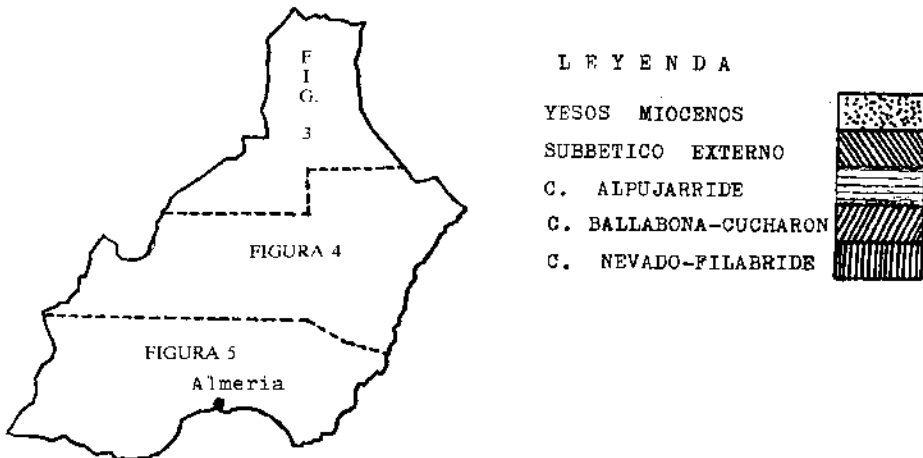 F
I
G.
3
FIGURA 4
FIGURA 5
Almeria
L E Y E N D A
YESOS MIOCENOS
SUBBETICO EXTERNO
C. ALPUJARRIDE
C. BALLABONA-CUCHARON
C. NEVADO-FILABRIDE